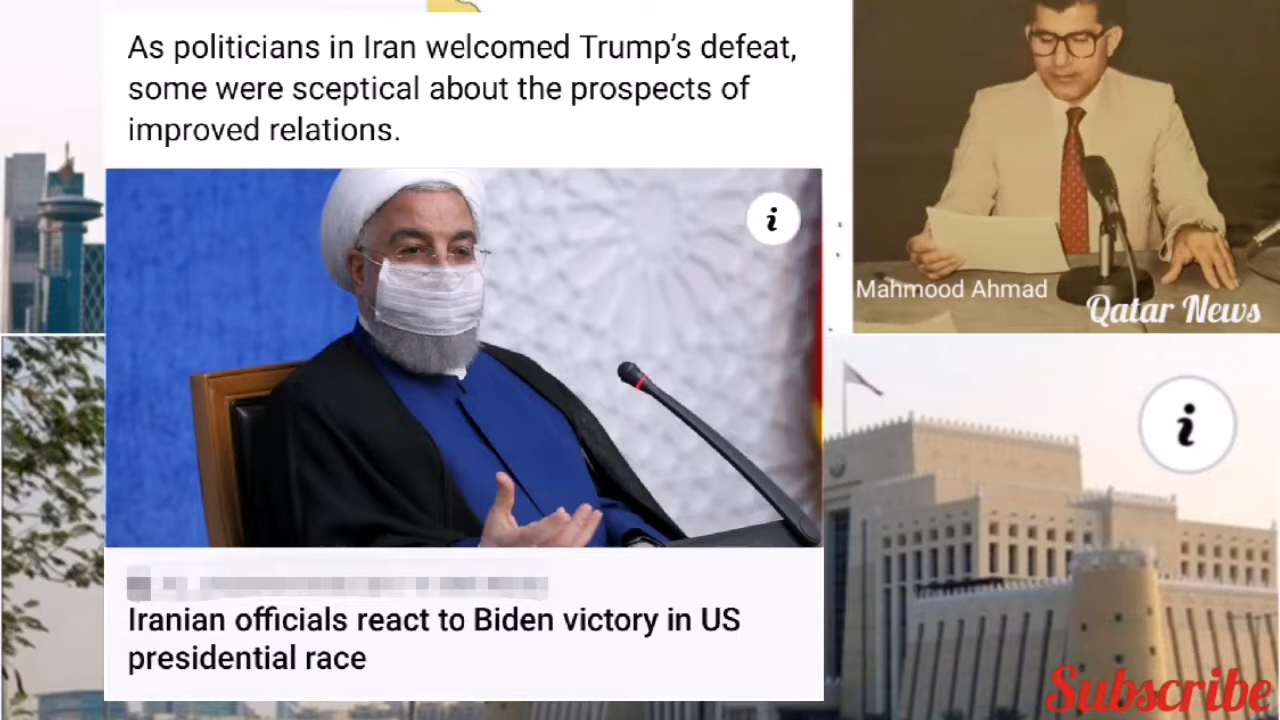 As politicians in Iran welcomed Trump's defeat,
some were sceptical about the prospects of
improved relations.
i
Mahmood Ahmad
Qatar News
i
Iranian officials react to Biden victory in US
presidential race
Subscribe